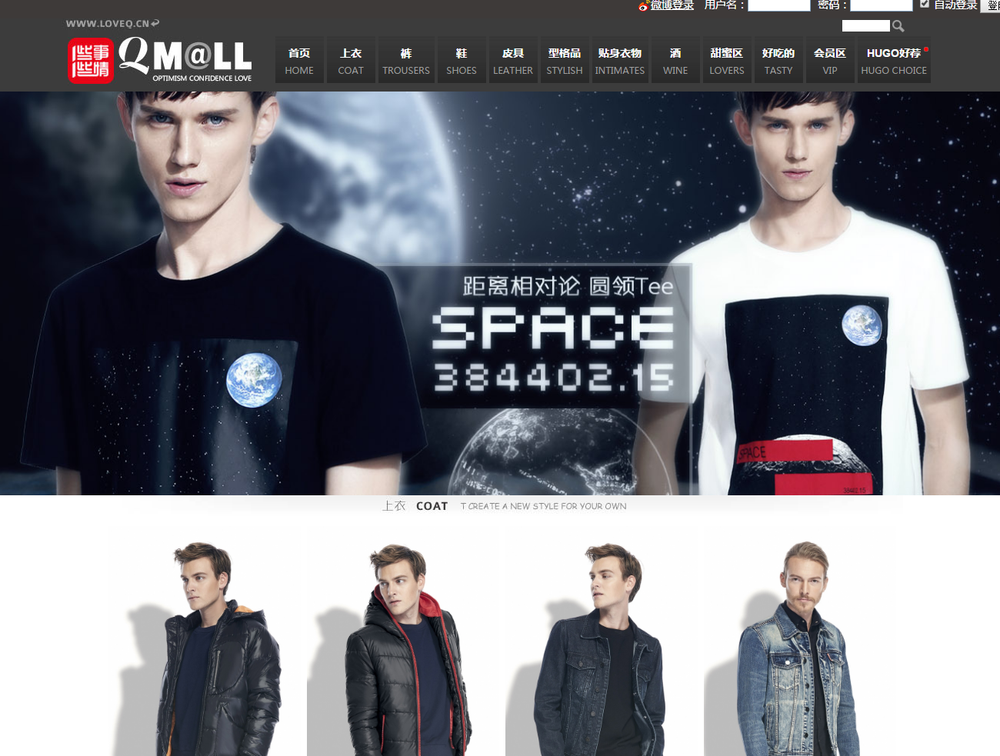 微博登录 用户名： 密码： 自动登录
WWW.LOVEQ.CN
些事
些情
QM@LL
OPTIMISM CONFIDENCE LOVE
首页 上衣 裤 鞋 皮具 型格品 贴身衣物 酒 甜蜜区 好吃的 会员区 HUGO好荐
HOME COAT TROUSERS SHOES LEATHER STYLISH INTIMATES WINE LOVERS TASTY VIP HUGO CHOICE
距离相对论 圆领Tee
SPACE
384402.15
SPACE
384402.15
上衣 COAT T CREATE A NEW STYLE FOR YOUR OWN